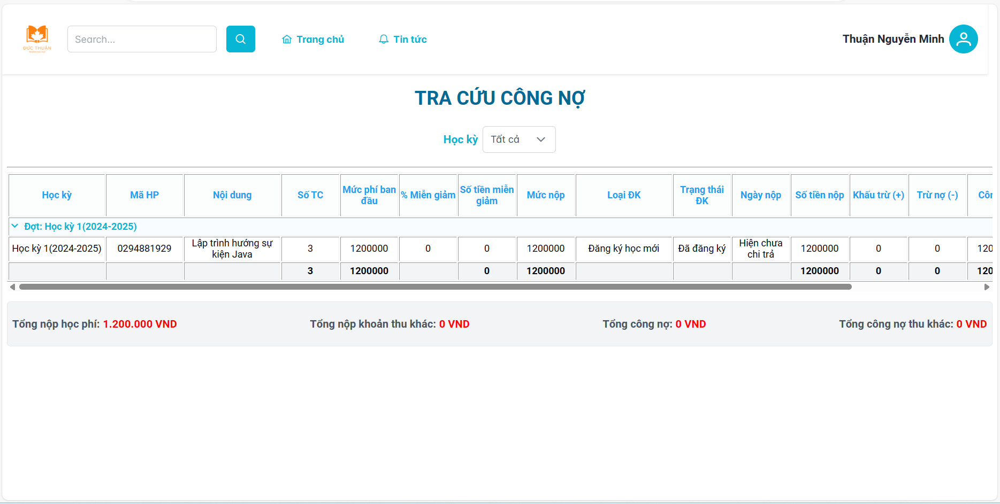 ĐỨC THUẬN
Search...
Trang chủ
Tin tức
Thuận Nguyễn Minh
TRA CỨU CÔNG NỢ
Học kỳ
Tất cả
Học kỳ Mã HP Nội dung Số TC Mức phí ban đầu % Miễn giảm Số tiền miễn giảm Mức nộp Loại ĐK Trạng thái ĐK Ngày nộp Số tiền nộp Khấu trừ (+) Trừ nợ (-) Côn
Đợt: Học kỳ 1(2024-2025)
Học kỳ 1(2024-2025) 0294881929 Lập trình hướng sự kiện Java 3 1200000 0 0 1200000 Đăng ký học mới Đã đăng ký Hiện chưa chi trả 1200000 0 0 120
3 1200000 0 1200000 1200000 0 0 120
Tổng nộp học phí: 1.200.000 VND
Tổng nộp khoản thu khác: 0 VND
Tổng công nợ: 0 VND
Tổng công nợ thu khác: 0 VND